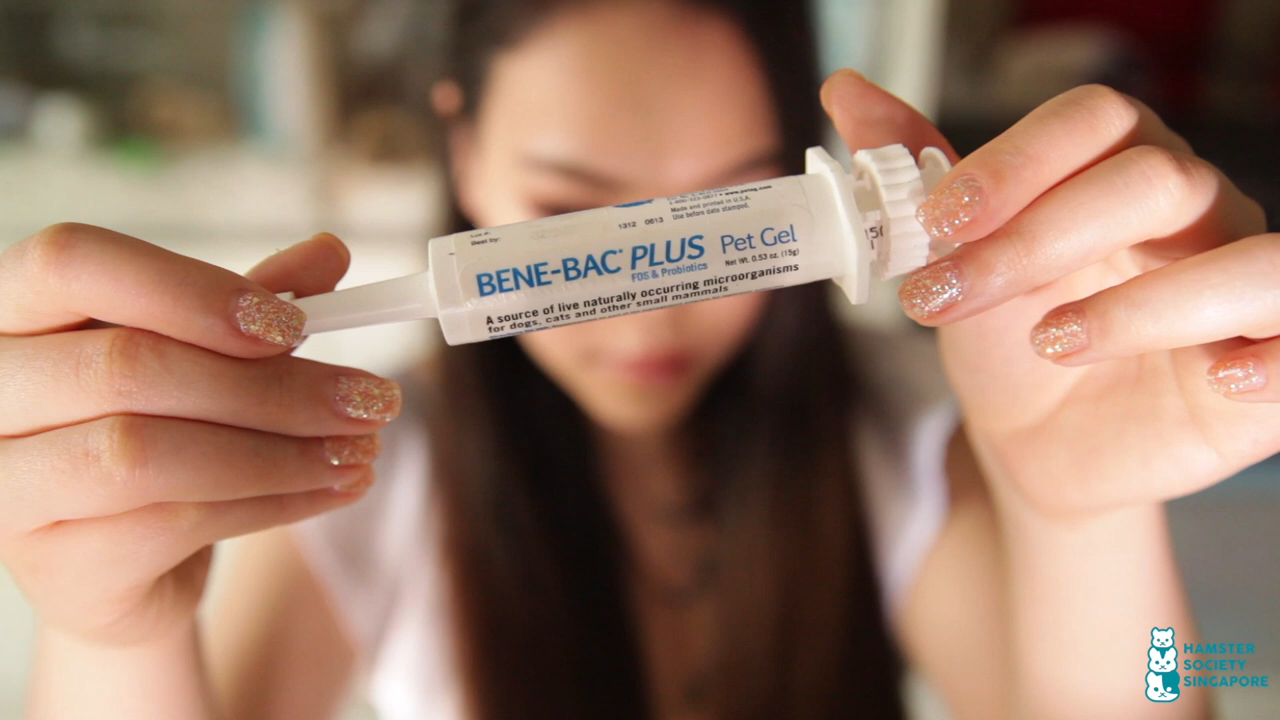 Made and printed in U.S.A.
Use before date stamped.
Best by:
1312 0613
BENE-BAC® PLUS Pet Gel
FOS & Probiotics
Net Wt. 0.53 oz. (15g)
A source of live naturally occurring microorganisms
for dogs, cats and other small mammals
HAMSTER
SOCIETY
SINGAPORE